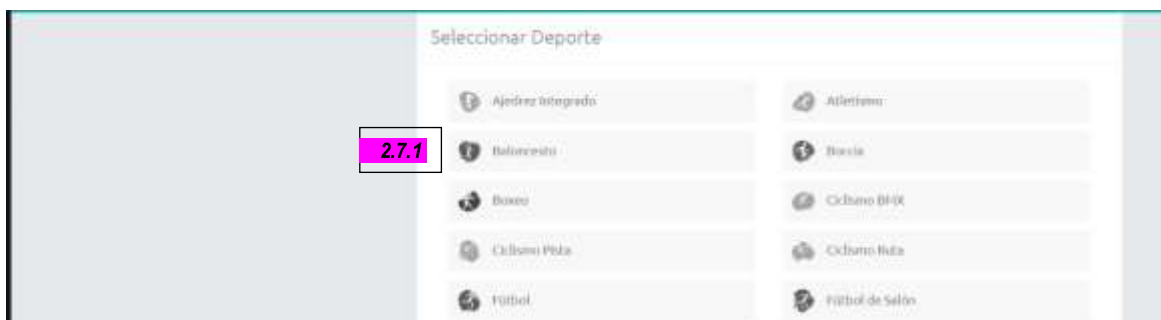 Seleccionar Deporte
Ajedrez Integrado
Atletismo
2.7.1
Baloncesto
Boccia
Boxeo
Ciclismo BMX
Ciclismo Pista
Ciclismo Ruta
Fútbol
Fútbol de Salón